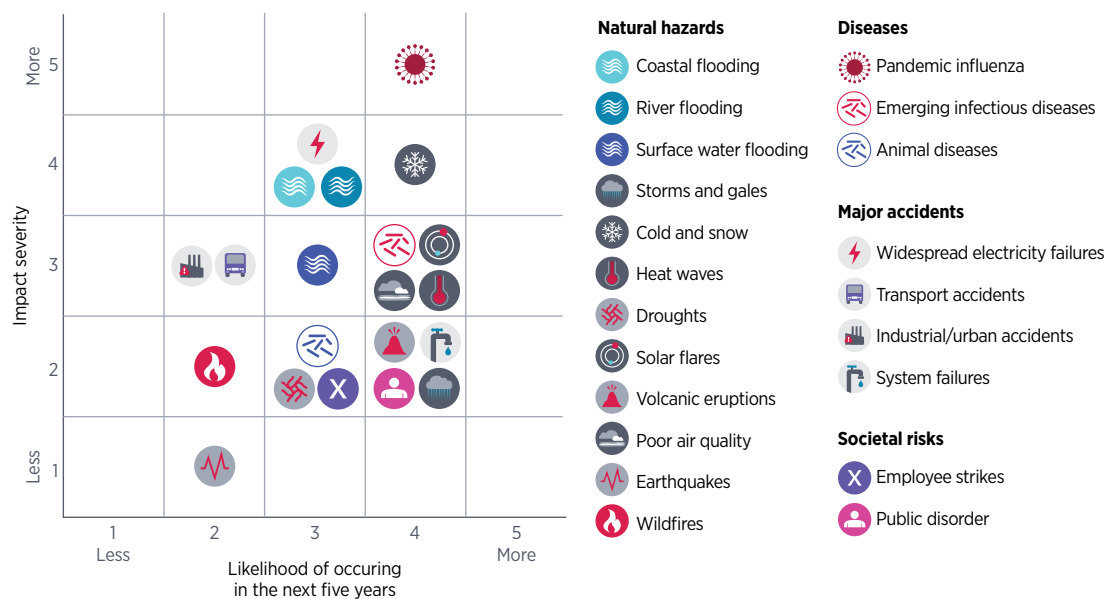 Impact severity
More
Less
5
4
3
2
1
1
Less
2
3
4
5
More
Likelihood of occuring
in the next five years
X
Natural hazards
Coastal flooding
River flooding
Surface water flooding
Storms and gales
Cold and snow
Heat waves
Droughts
Solar flares
Volcanic eruptions
Poor air quality
Earthquakes
Wildfires
Diseases
Pandemic influenza
Emerging infectious diseases
Animal diseases
Major accidents
Widespread electricity failures
Transport accidents
Industrial/urban accidents
System failures
Societal risks
X Employee strikes
Public disorder